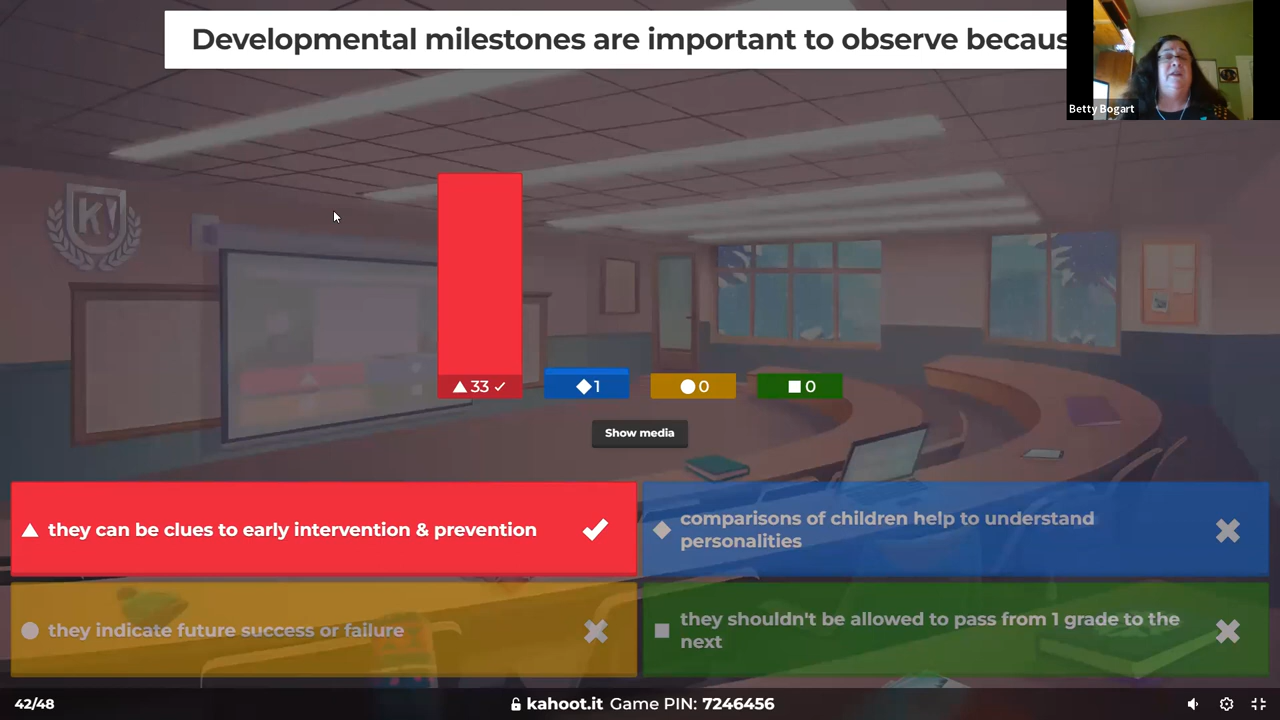 Developmental milestones are important to observe becaus
Betty Bogart
K!
33
1
0
0
Show media
they can be clues to early intervention & prevention
comparisons of children help to understand
personalities
they indicate future success or failure
they shouldn't be allowed to pass from 1 grade to the
next
42/48
kahoot.it Game PIN: 7246456